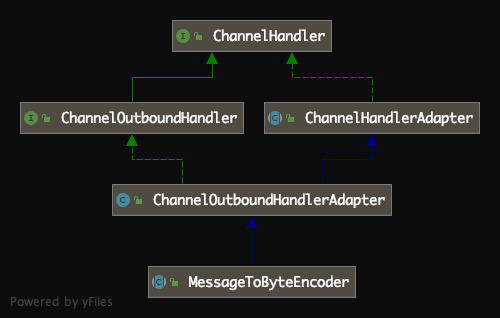 I ChannelHandler
I ChannelOutboundHandler
C ChannelHandlerAdapter
C ChannelOutboundHandlerAdapter
C MessageToByteEncoder
Powered by yFiles